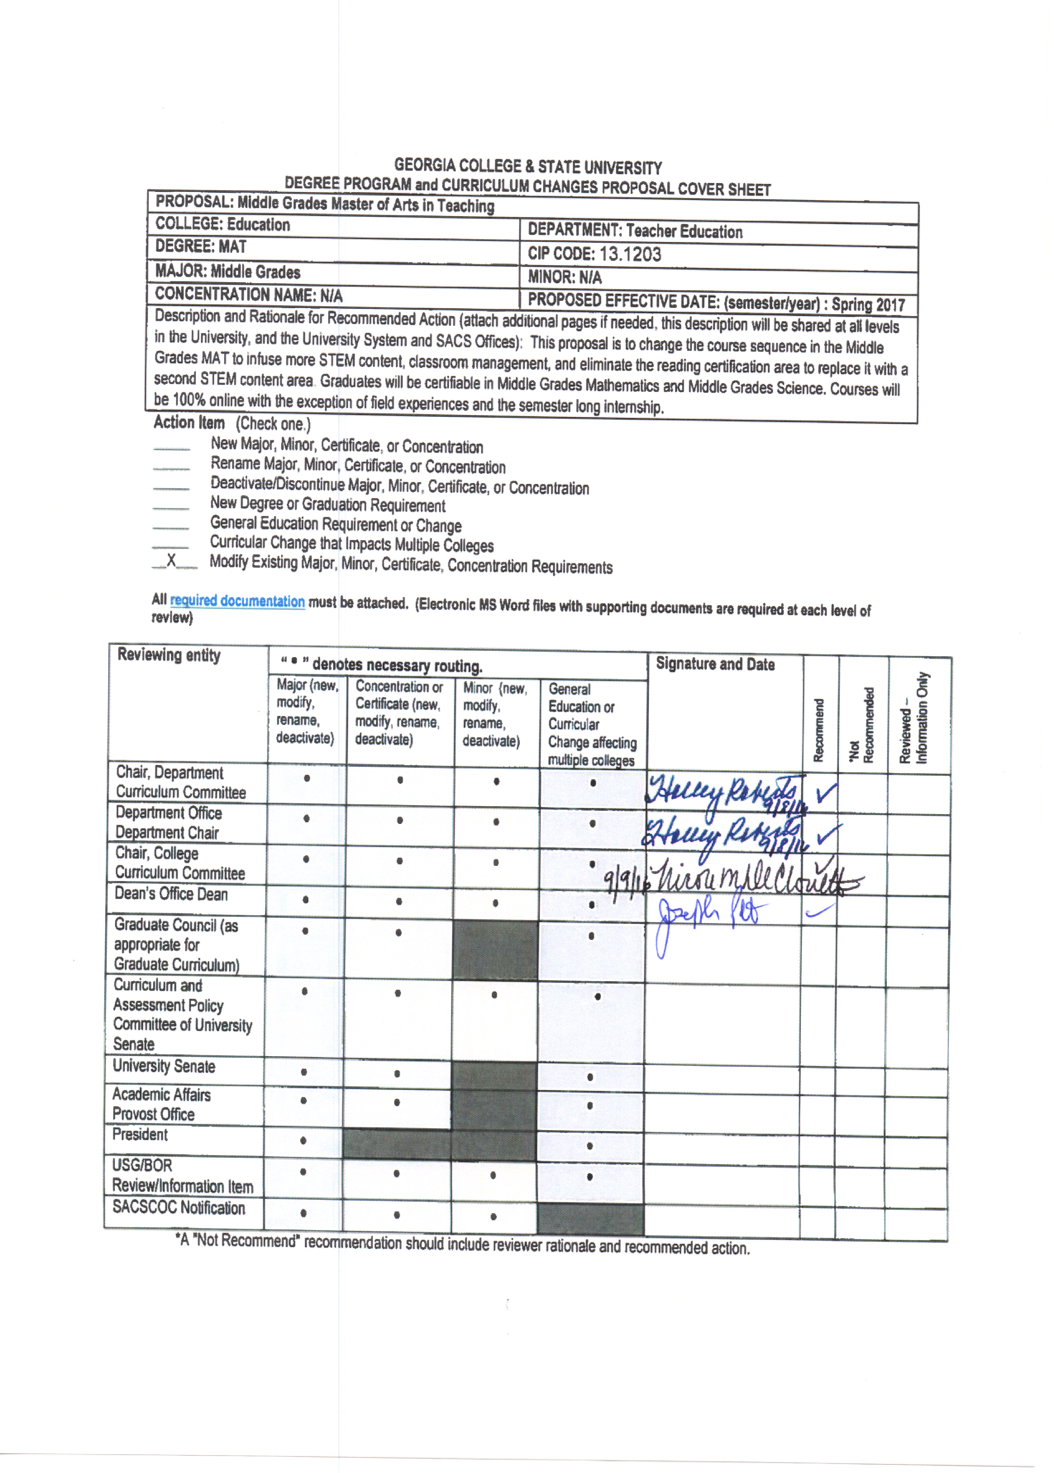 GEORGIA COLLEGE & STATE UNIVERSITY
DEGREE PROGRAM and CURRICULUM CHANGES PROPOSAL COVER SHEET
PROPOSAL: Middle Grades Master of Arts in Teaching
COLLEGE: Education
DEPARTMENT: Teacher Education
DEGREE: MAT
CIP CODE: 13.1203
MAJOR: Middle Grades
MINOR: N/A
CONCENTRATION NAME: N/A
PROPOSED EFFECTIVE DATE: (semester/year) : Spring 2017
Description and Rationale for Recommended Action (attach additional pages if needed, this description will be shared at all levels
in the University, and the University System and SACS Offices): This proposal is to change the course sequence in the Middle
Grades MAT to infuse more STEM content, classroom management, and eliminate the reading certification area to replace it with a
second STEM content area. Graduates will be certifiable in Middle Grades Mathematics and Middle Grades Science. Courses will
be 100% online with the exception of field experiences and the semester long internship.
Action Item (Check one.)
____ New Major, Minor, Certificate, or Concentration
____ Rename Major, Minor, Certificate, or Concentration
____ Deactivate/Discontinue Major, Minor, Certificate, or Concentration
____ New Degree or Graduation Requirement
____ General Education Requirement or Change
____ Curricular Change that Impacts Multiple Colleges
__X__ Modify Existing Major, Minor, Certificate, Concentration Requirements
All required documentation must be attached. (Electronic MS Word files with supporting documents are required at each level of
review)
Reviewing entity
" • " denotes necessary routing.
Signature and Date
Recommend
*Not
Recommended
Reviewed –
Information Only
Major (new,
modify,
rename,
deactivate)
Concentration or
Certificate (new,
modify, rename,
deactivate)
Minor (new,
modify,
rename,
deactivate)
General
Education or
Curricular
Change affecting
multiple colleges
Chair, Department
Curriculum Committee
• • • •
Holley Roberts ✓
9/8/16
Department Office
Department Chair
• • • •
Holley Roberts ✓
9/8/16
Chair, College
Curriculum Committee
• • • •
9/9/16 ✓
Dean's Office Dean
• • • •
Joseph ✓
Graduate Council (as
appropriate for
Graduate Curriculum)
• • •
Curriculum and
Assessment Policy
Committee of University
Senate
• • • •
University Senate
• • •
Academic Affairs
Provost Office
• • •
President
• •
USG/BOR
Review/Information Item
• • • •
SACSCOC Notification
• • •
*A "Not Recommend" recommendation should include reviewer rationale and recommended action.